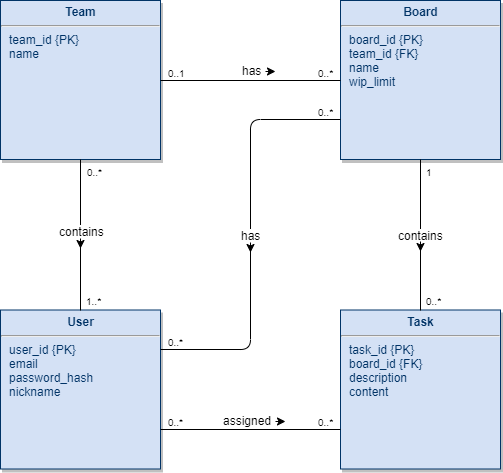 Team
team_id {PK}
name
Board
board_id {PK}
team_id {FK}
name
wip_limit
0..1
has
0..*
0..*
0..*
1
contains
has
contains
1..*
0..*
User
user_id {PK}
email
password_hash
nickname
0..*
Task
task_id {PK}
board_id {FK}
description
content
0..*
assigned
0..*